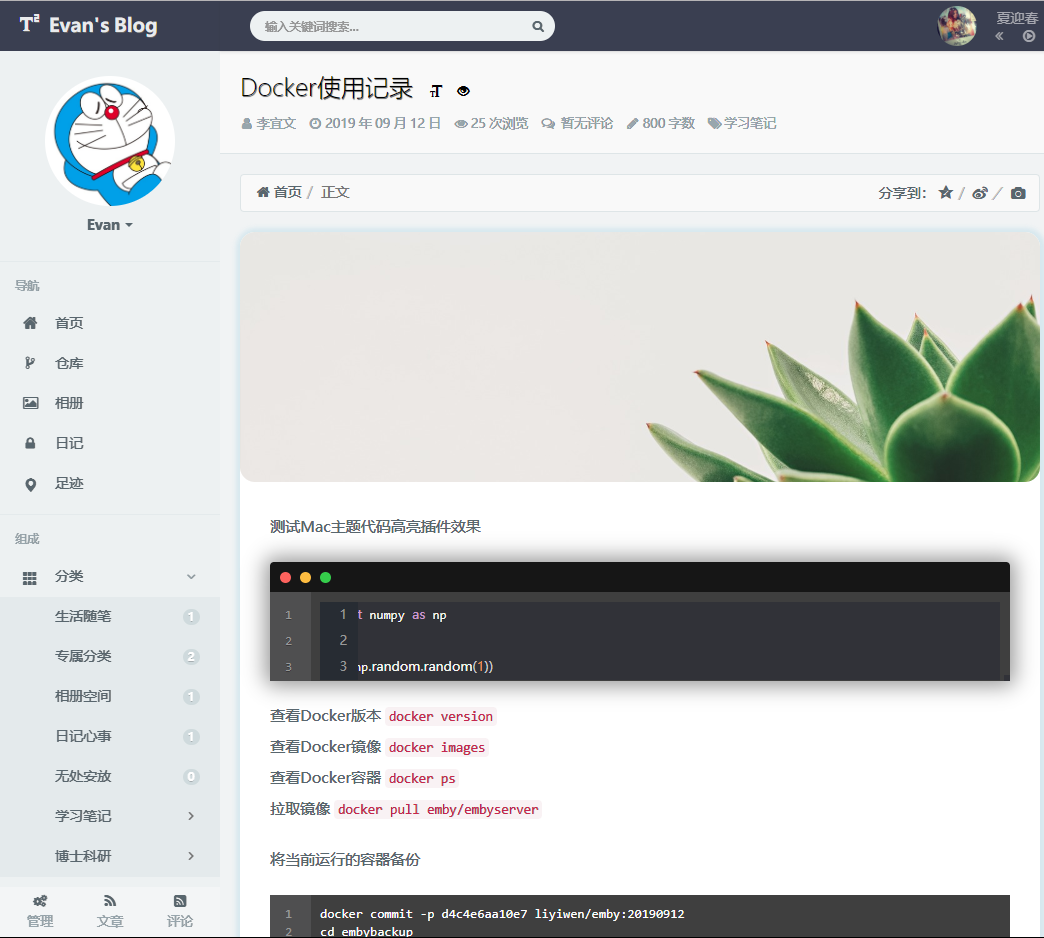 T² Evan's Blog
输入关键词搜索...
夏迎春
Evan
导航
首页
仓库
相册
日记
足迹
组成
分类
生活随笔 1
专属分类 2
相册空间 1
日记心事 1
无处安放 0
学习笔记
博士科研
管理 文章 评论
Docker使用记录
李宜文 2019 年 09 月 12 日 25 次浏览 暂无评论 800 字数 学习笔记
首页 / 正文
分享到： / /
测试Mac主题代码高亮插件效果
1 1 t numpy as np
2 2
3 3 np.random.random(1))
查看Docker版本 docker version
查看Docker镜像 docker images
查看Docker容器 docker ps
拉取镜像 docker pull emby/embyserver
将当前运行的容器备份
1 docker commit -p d4c4e6aa10e7 liyiwen/emby:20190912
2 cd embybackup